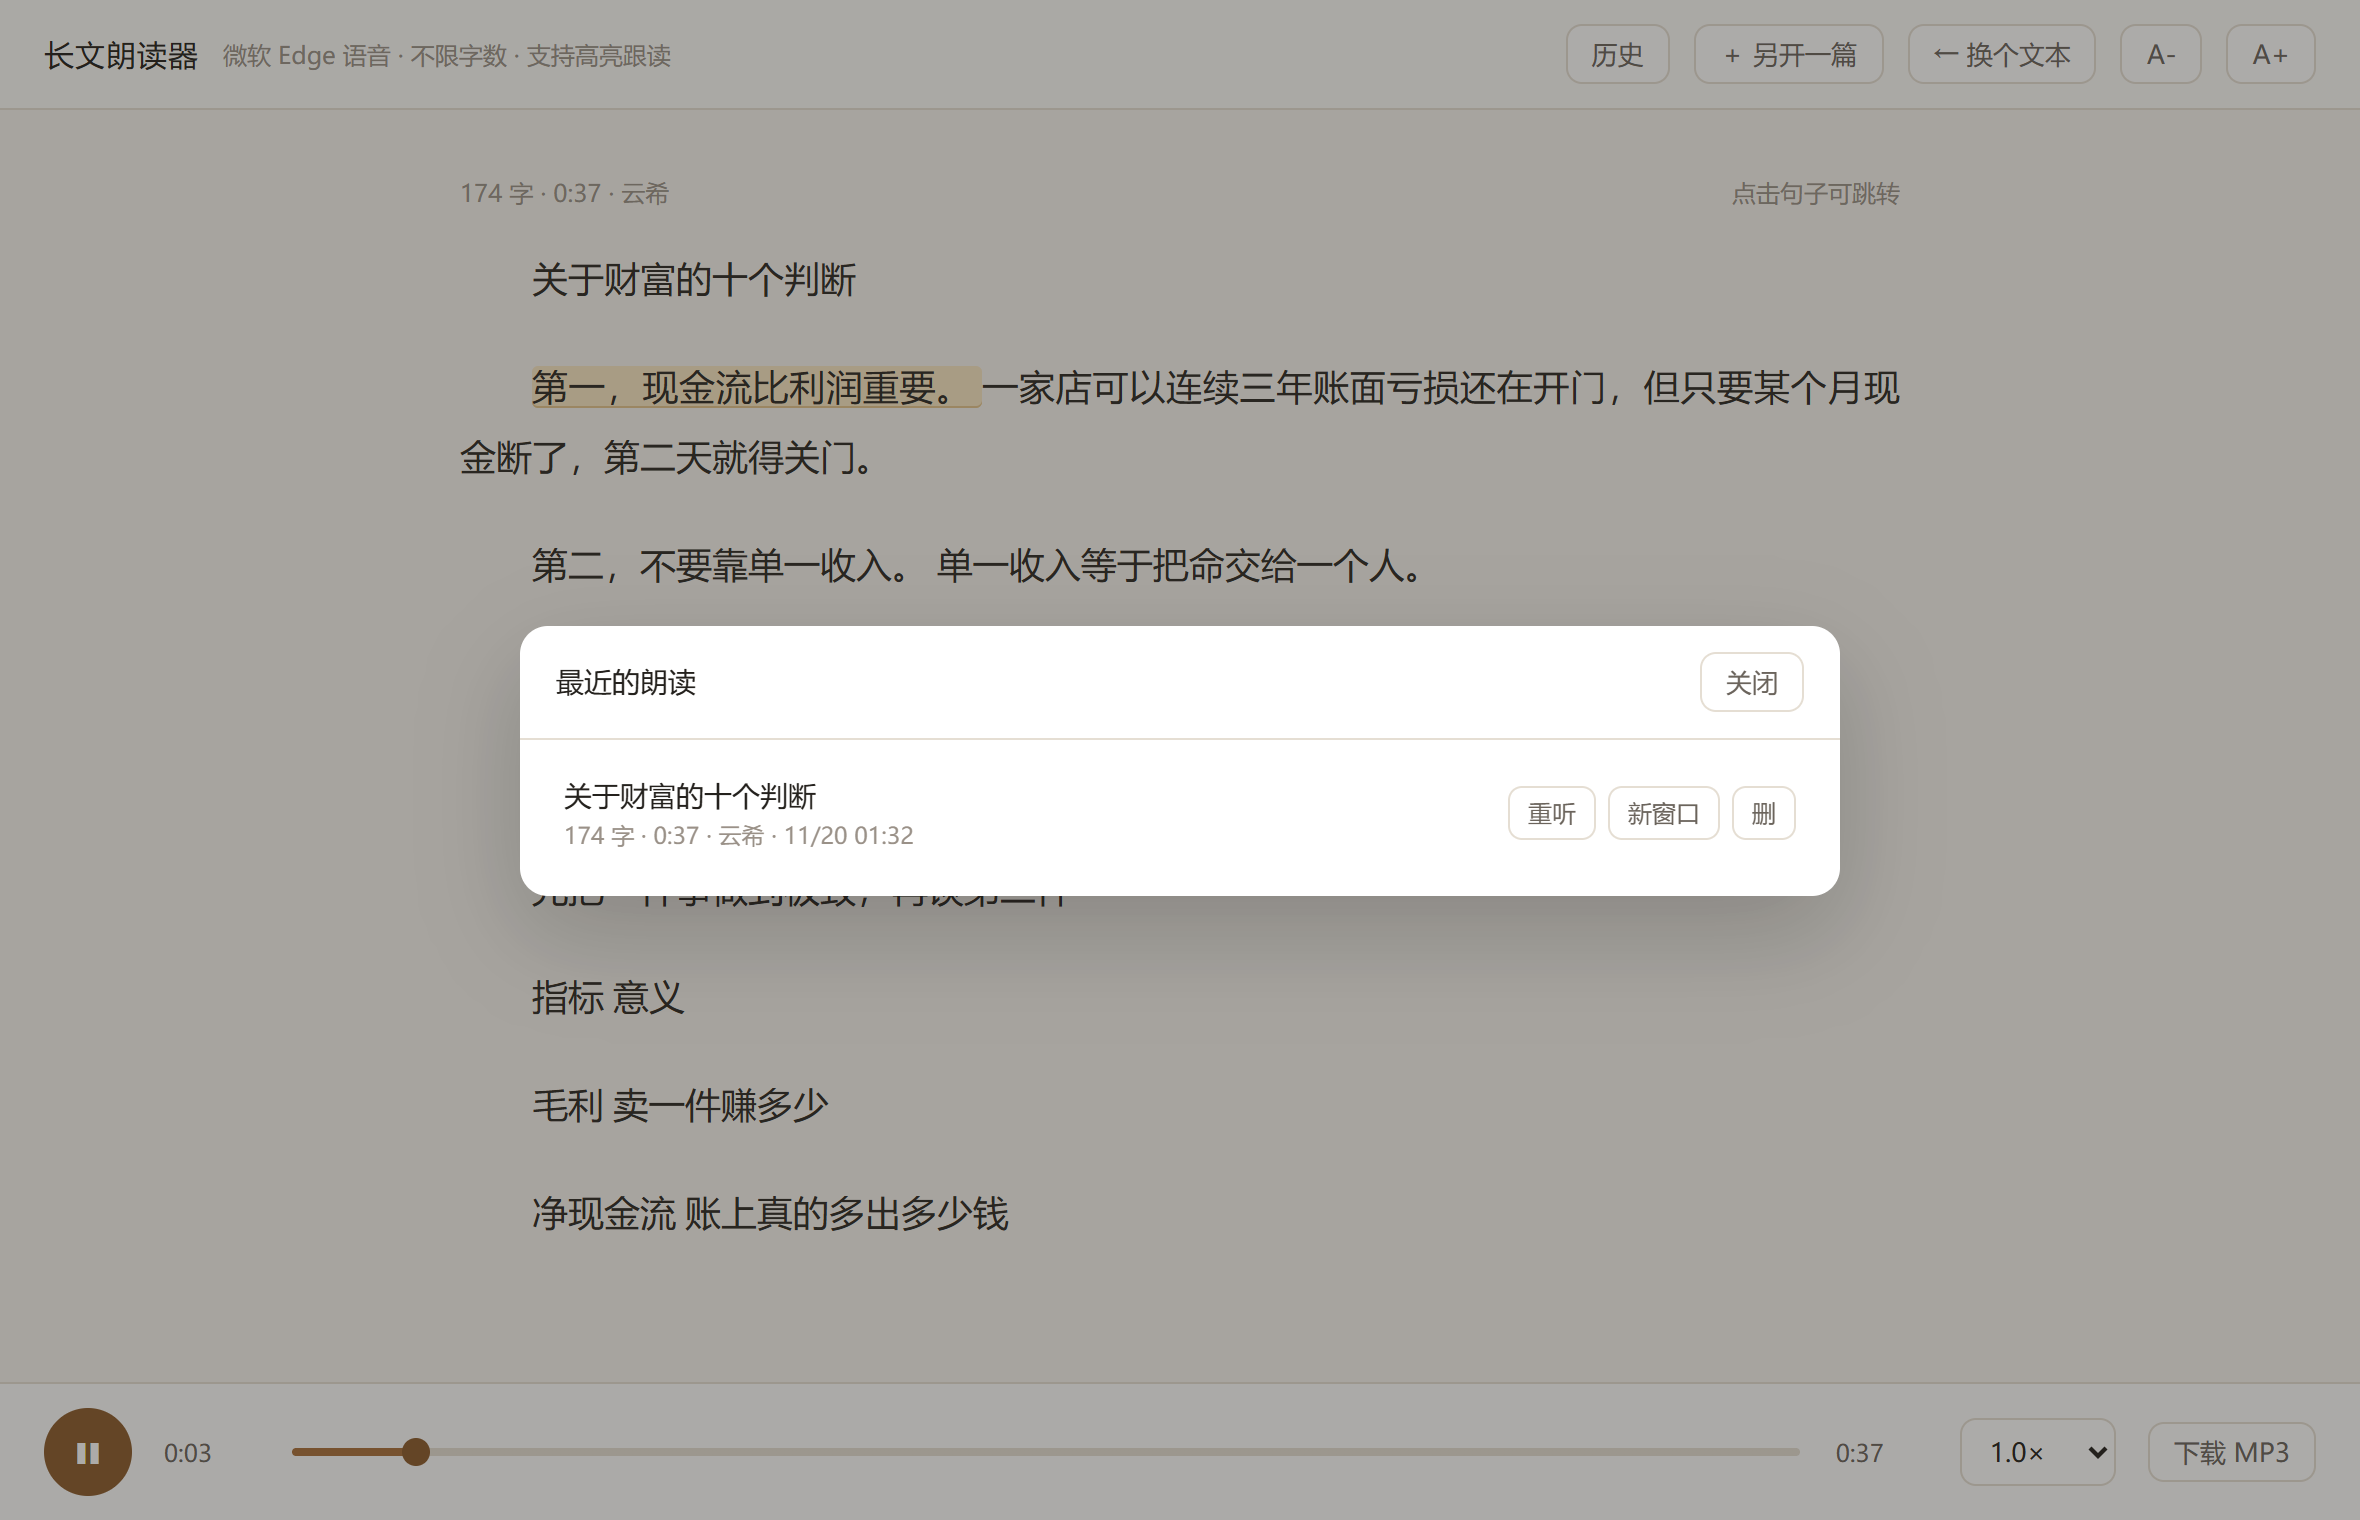 长文朗读器 微软 Edge 语音 · 不限字数 · 支持高亮跟读 历史 + 另开一篇 ← 换个文本 A- A+
174 字 · 0:37 · 云希 点击句子可跳转
关于财富的十个判断
第一，现金流比利润重要。 一家店可以连续三年账面亏损还在开门，但只要某个月现
金断了，第二天就得关门。
第二，不要靠单一收入。 单一收入等于把命交给一个人。
最近的朗读 关闭
关于财富的十个判断
174 字 · 0:37 · 云希 · 11/20 01:32
重听 新窗口 删
指标 意义
毛利 卖一件赚多少
净现金流 账上真的多出多少钱
0:03 0:37 1.0× 下载 MP3